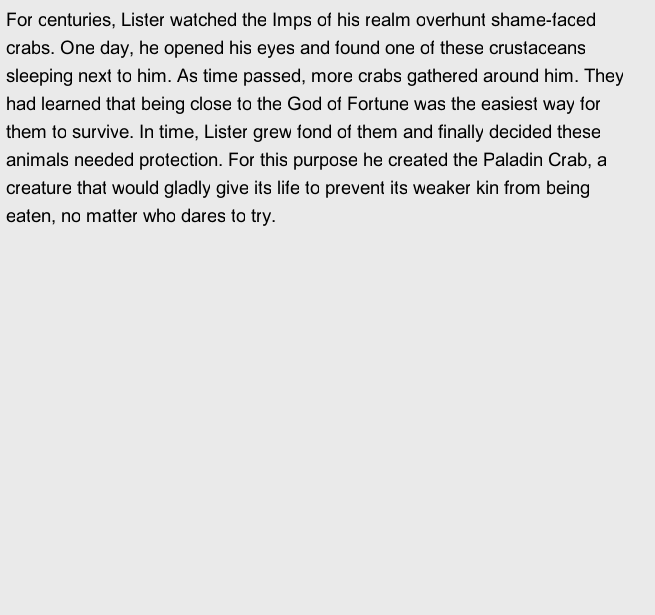 For centuries, Lister watched the Imps of his realm overhunt shame-faced
crabs. One day, he opened his eyes and found one of these crustaceans
sleeping next to him. As time passed, more crabs gathered around him. They
had learned that being close to the God of Fortune was the easiest way for
them to survive. In time, Lister grew fond of them and finally decided these
animals needed protection. For this purpose he created the Paladin Crab, a
creature that would gladly give its life to prevent its weaker kin from being
eaten, no matter who dares to try.